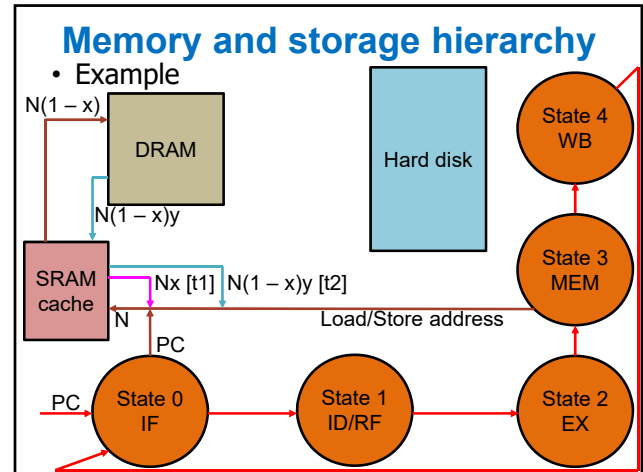 Memory and storage hierarchy
• Example
N(1 – x)
DRAM
Hard disk
State 4
WB
N(1 – x)y
SRAM
cache
Nx [t1]
N(1 – x)y [t2]
State 3
MEM
N
Load/Store address
PC
PC
State 0
IF
State 1
ID/RF
State 2
EX